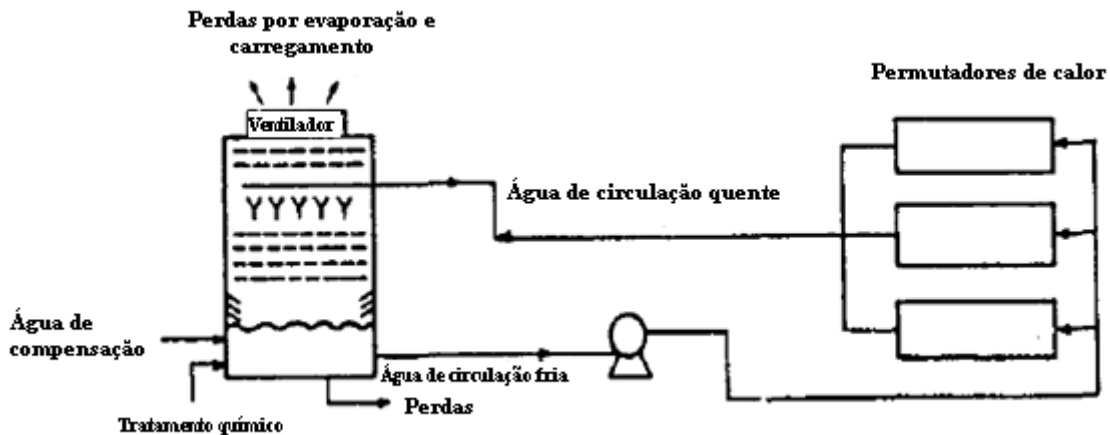 Perdas por evaporação e
carregamento
Permutadores de calor
Ventilador
Água de circulação quente
Água de
compensação
Água de circulação fria
Perdas
Tratamento químico